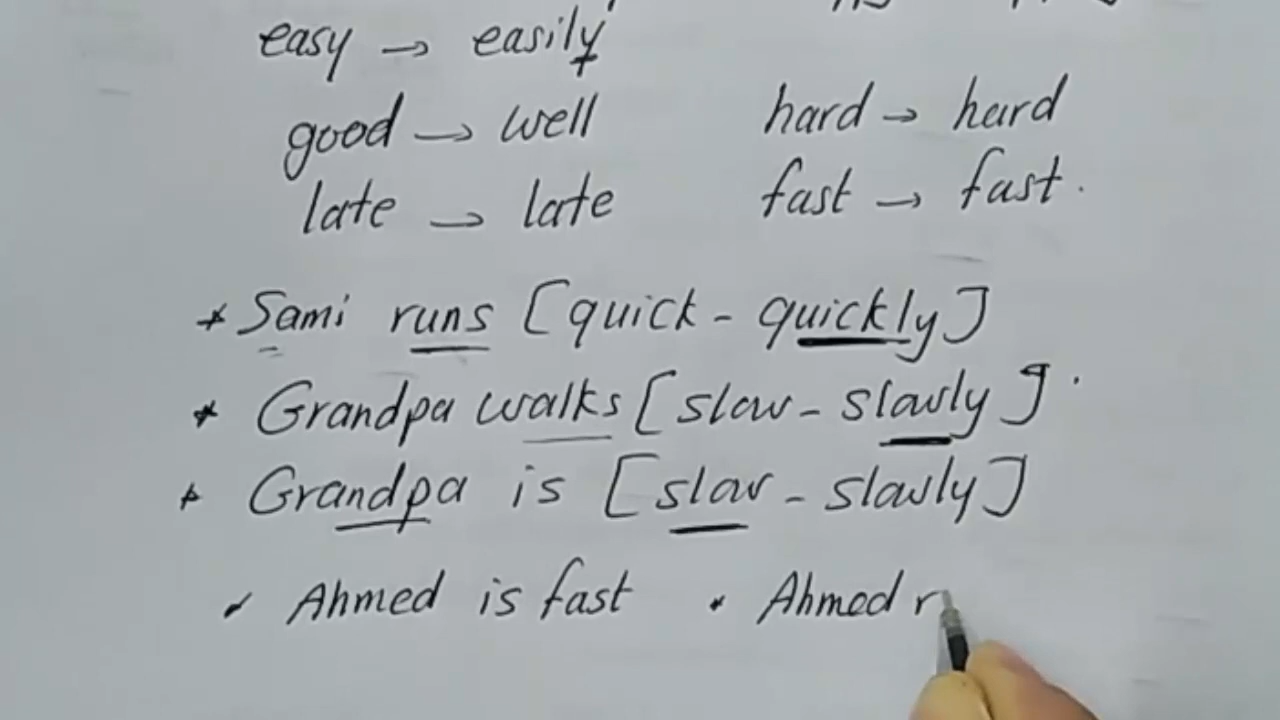 easy → easily
good → well hard → hard
late → late fast → fast.
* Sami runs [quick - quickly]
* Grandpa walks [slow - slowly].
* Grandpa is [slow - slowly]
Ahmed is fast * Ahmed r